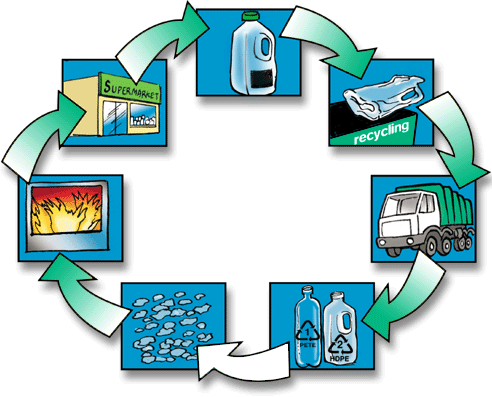 SUPERMARKET
recycling
1
PETE
2
HDPE